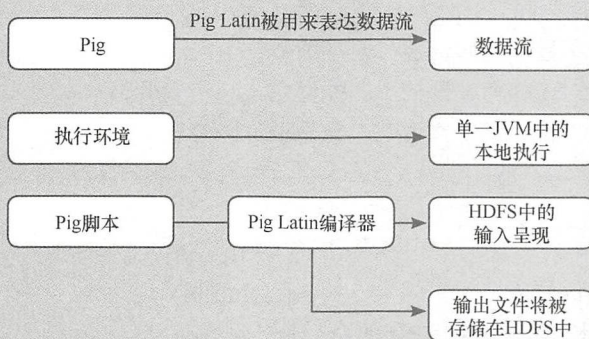 Pig Latin被用来表达数据流
Pig
数据流
执行环境
单一JVM中的
本地执行
Pig脚本
Pig Latin编译器
HDFS中的
输入呈现
输出文件将被
存储在HDFS中